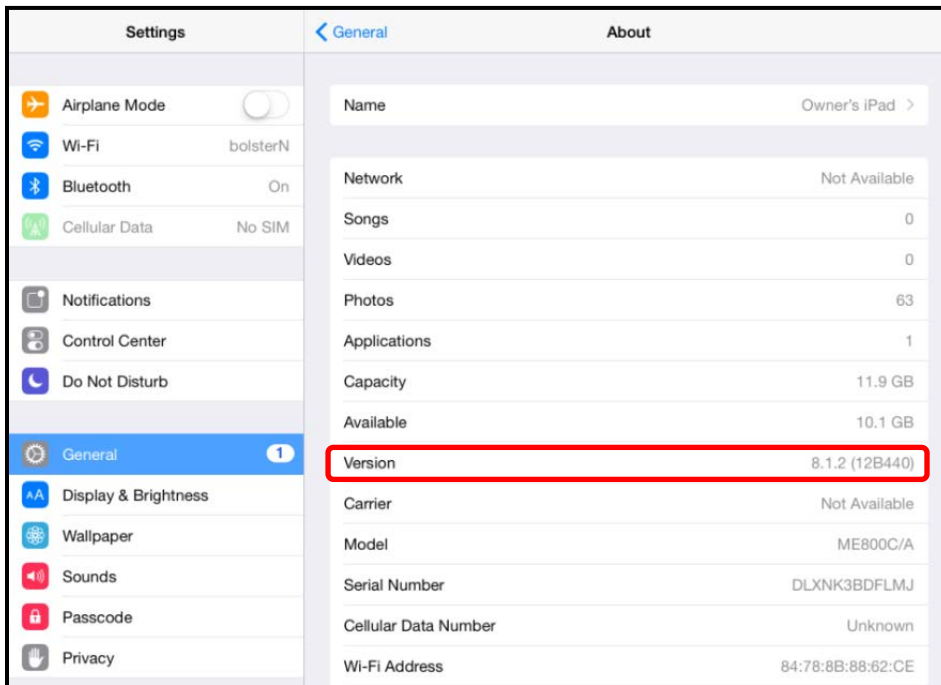 Settings
Airplane Mode
Wi-Fi bolsterN
Bluetooth On
Cellular Data No SIM
Notifications
Control Center
Do Not Disturb
General 1
AA Display & Brightness
Wallpaper
Sounds
Passcode
Privacy
General About
Name Owner's iPad
Network Not Available
Songs 0
Videos 0
Photos 63
Applications 1
Capacity 11.9 GB
Available 10.1 GB
Version 8.1.2 (12B440)
Carrier Not Available
Model ME800C/A
Serial Number DLXNK3BDFLMJ
Cellular Data Number Unknown
Wi-Fi Address 84:78:8B:88:62:CE